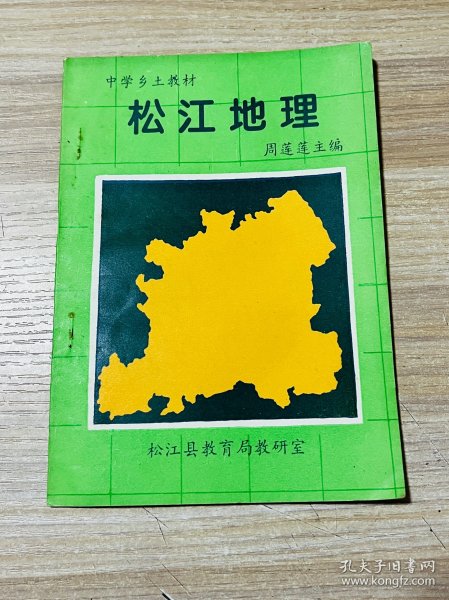 中学乡土教材
松江地理
周莲莲主编
松江县教育局教研室
孔夫子旧书网
www.kongfz.com